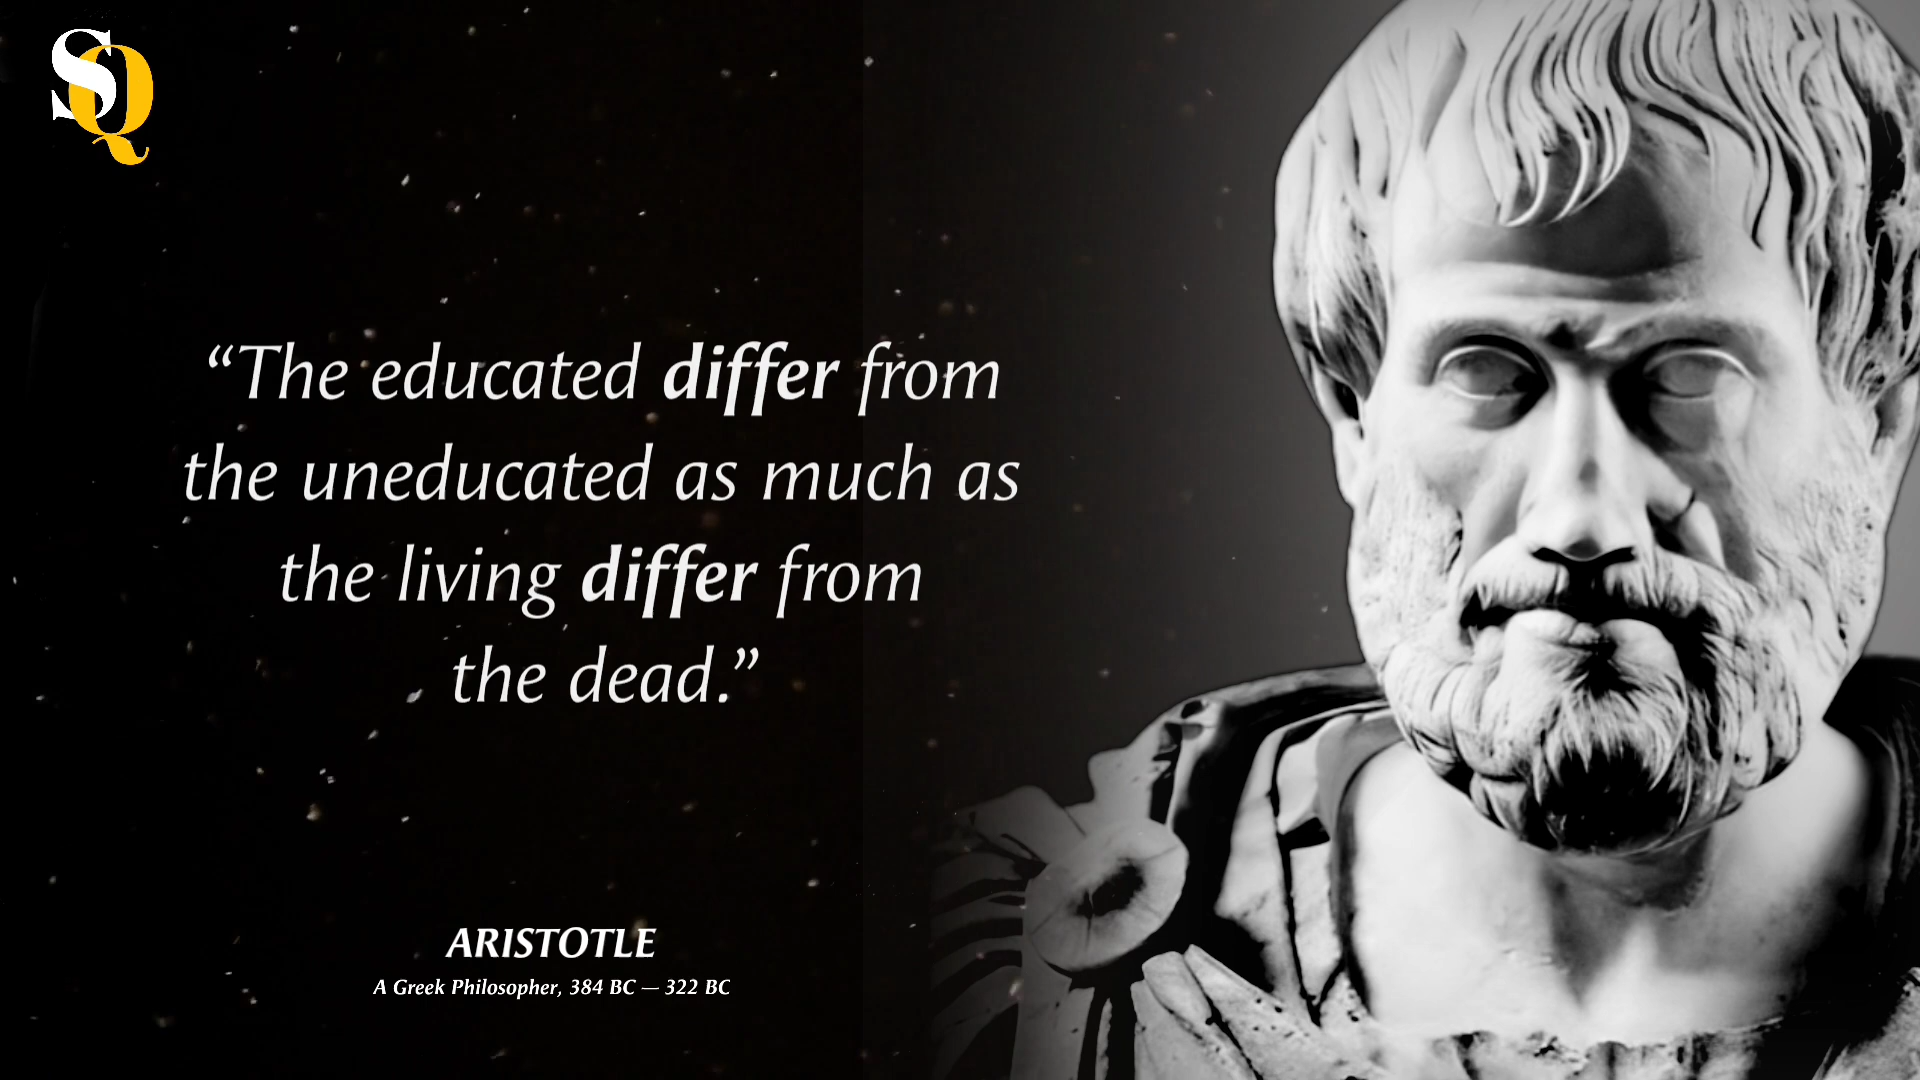 SQ
“The educated differ from
the uneducated as much as
the living differ from
the dead.”
ARISTOTLE
A Greek Philosopher, 384 BC — 322 BC